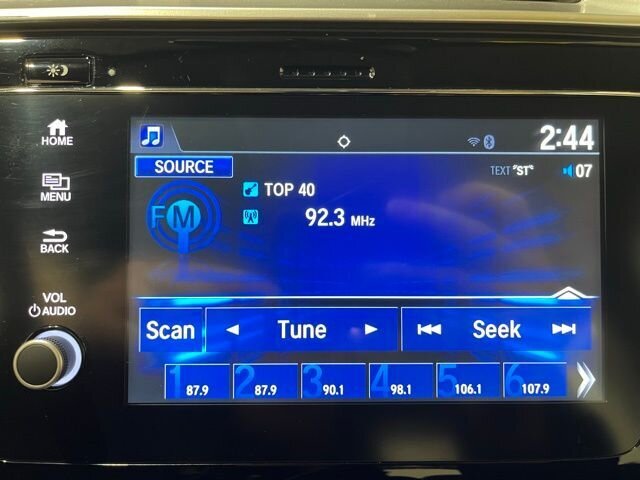 HOME
MENU
BACK
VOL
AUDIO
2:44
SOURCE
TEXT "ST"
07
FM
TOP 40
92.3 MHz
Scan
Tune
Seek
1 87.9
2 87.9
3 90.1
4 98.1
5 106.1
6 107.9